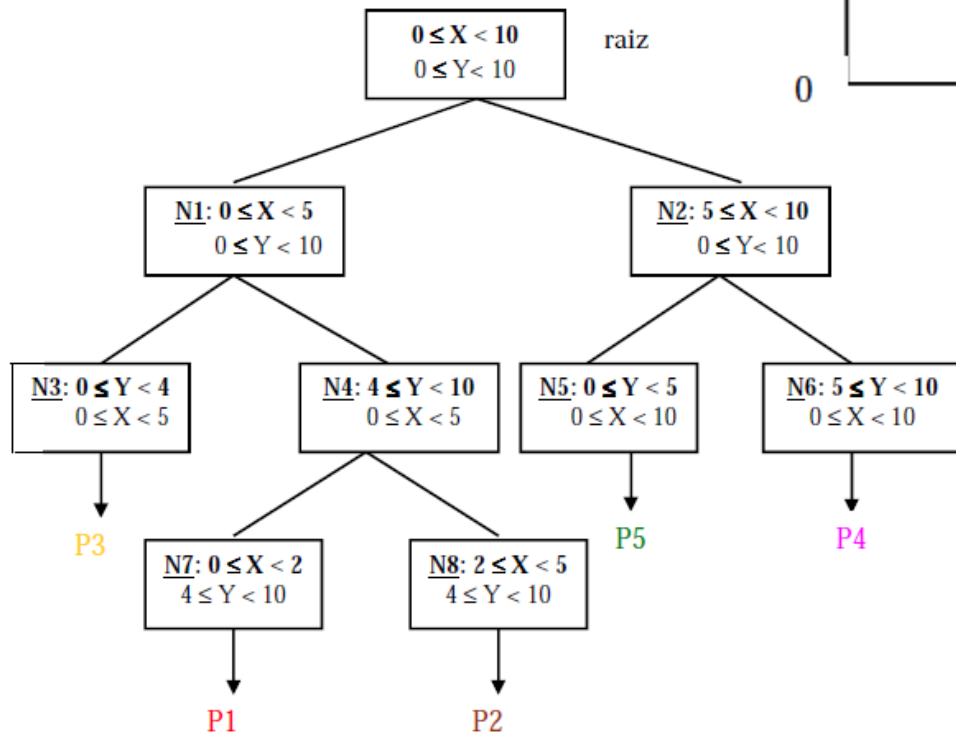 0 ≤ X < 10
0 ≤ Y< 10
raiz
0
N1: 0 ≤ X < 5
0 ≤ Y < 10
N2: 5 ≤ X < 10
0 ≤ Y< 10
N3: 0 ≤ Y < 4
0 ≤ X < 5
N4: 4 ≤ Y < 10
0 ≤ X < 5
N5: 0 ≤ Y < 5
0 ≤ X < 10
N6: 5 ≤ Y < 10
0 ≤ X < 10
P3
P5
P4
N7: 0 ≤ X < 2
4 ≤ Y < 10
N8: 2 ≤ X < 5
4 ≤ Y < 10
P1
P2